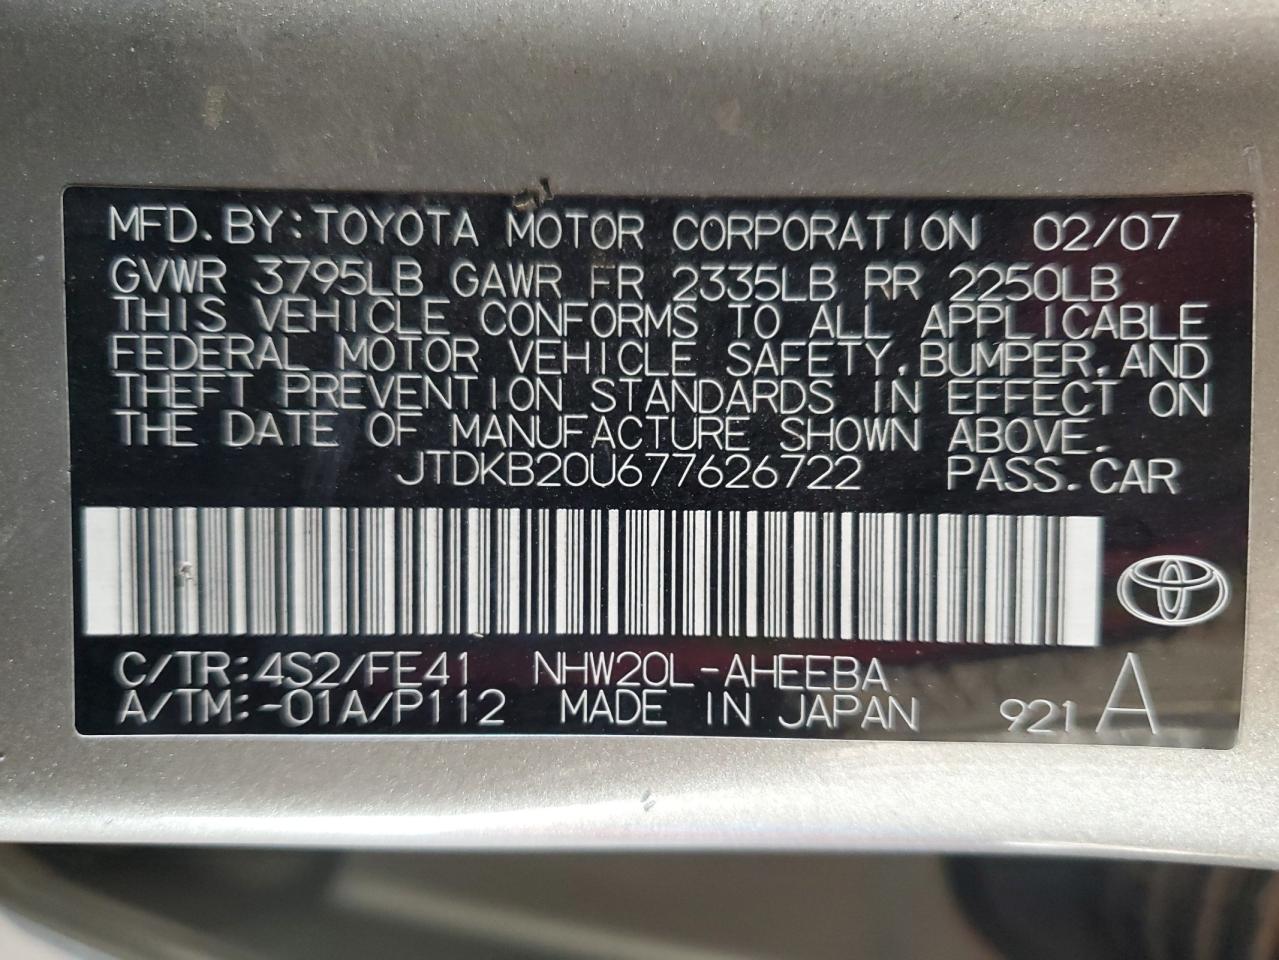 MFD. BY: TOYOTA MOTOR CORPORATION 02/07
GVWR 3795LB GAWR FR 2335LB RR 2250LB
THIS VEHICLE CONFORMS TO ALL APPLICABLE
FEDERAL MOTOR VEHICLE SAFETY, BUMPER, AND
THEFT PREVENTION STANDARDS IN EFFECT ON
THE DATE OF MANUFACTURE SHOWN ABOVE.
JTDKB20U677626722 PASS. CAR
C/TR: 4S2/FE41 NHW20L-AHEEBA
A/TM: -01A/P112 MADE IN JAPAN 921 A